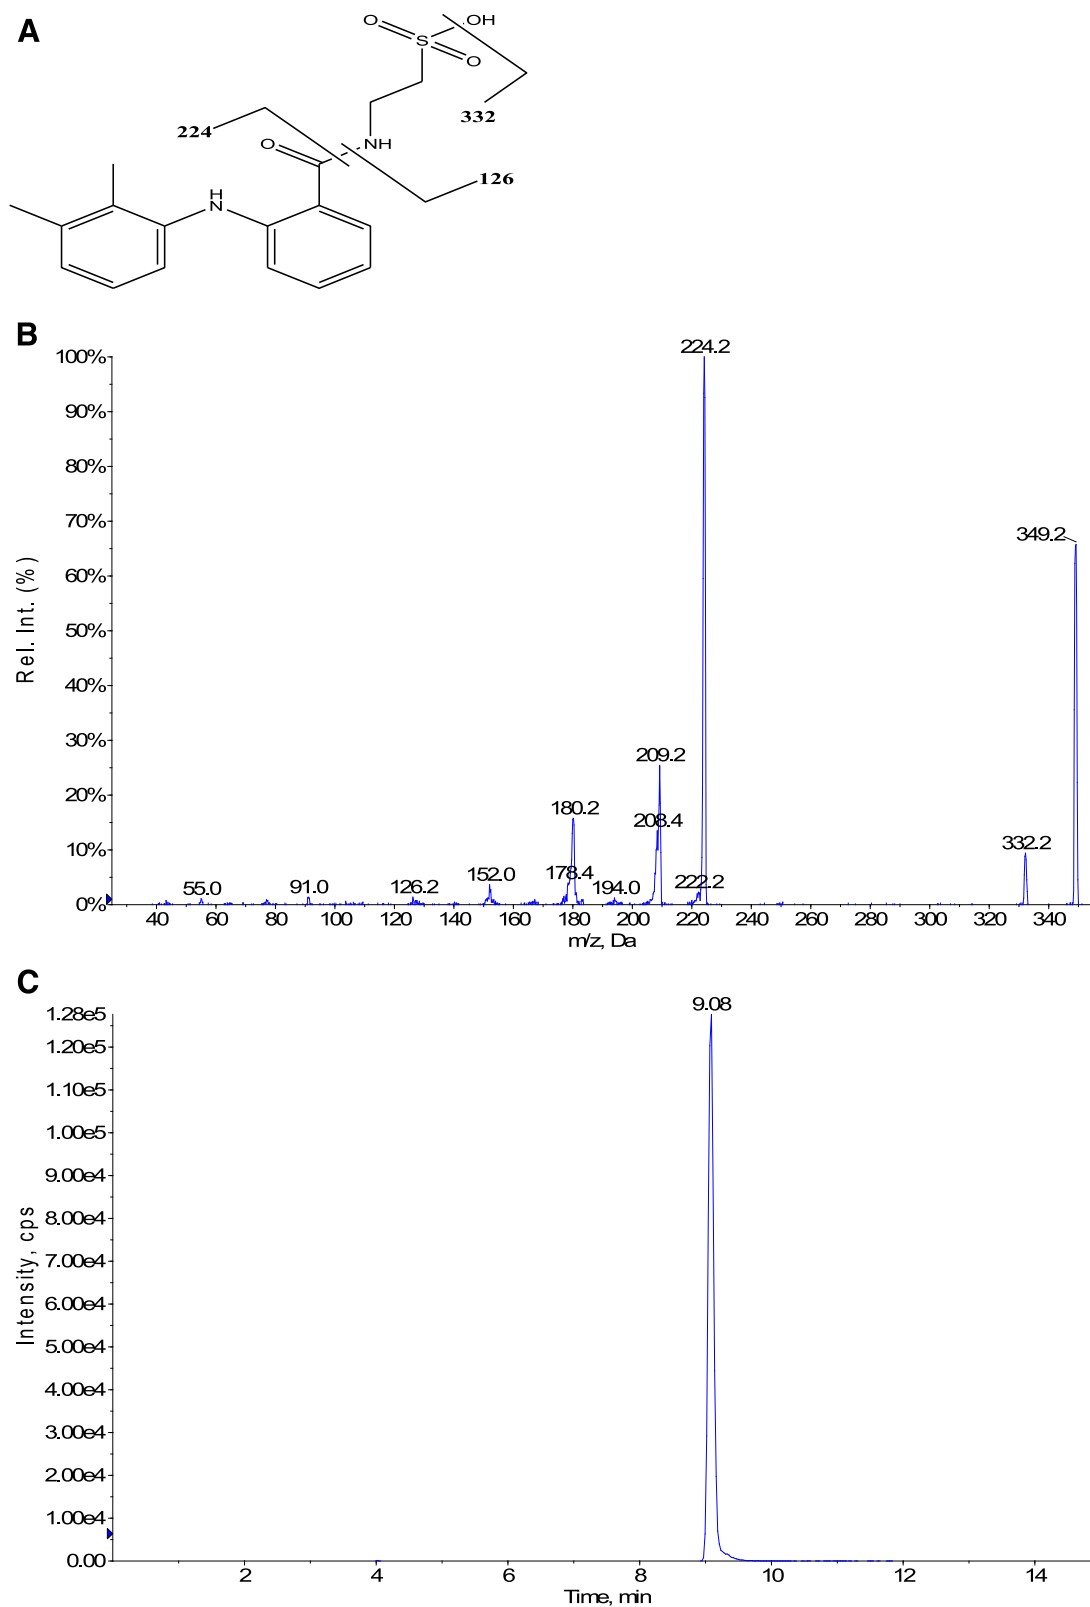 A
O
OH
S
O
332
224
O
NH
126
H
N
B
224.2
100%
90%
80%
70%
60%
50%
40%
30%
20%
10%
0%
Rel. Int. (%)
349.2
209.2
180.2
208.4
332.2
178.4
152.0
222.2
55.0
91.0
126.2
194.0
40 60 80 100 120 140 160 180 200 220 240 260 280 300 320 340
m/z, Da
C
9.08
1.28e5
1.20e5
1.10e5
1.00e5
9.00e4
8.00e4
7.00e4
6.00e4
5.00e4
4.00e4
3.00e4
2.00e4
1.00e4
0.00
Intensity, cps
2 4 6 8 10 12 14
Time, min